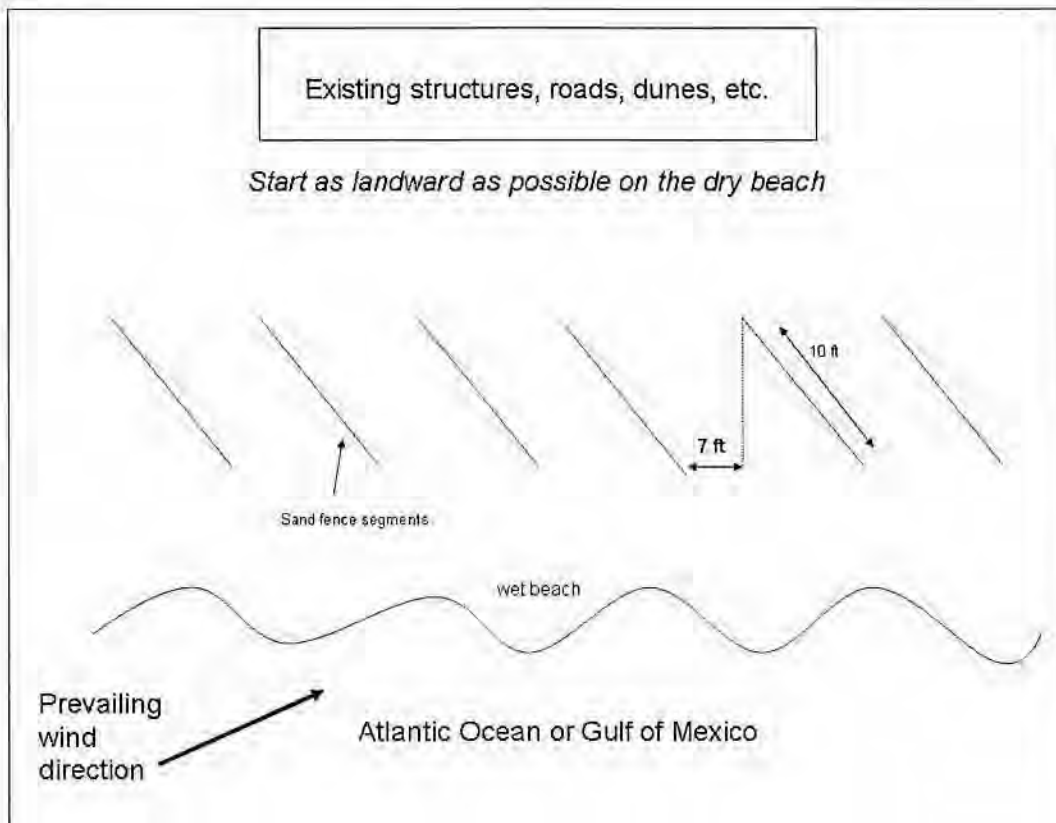 Existing structures, roads, dunes, etc.
Start as landward as possible on the dry beach
10 ft
7 ft
Sand fence segments
wet beach
Prevailing
wind
direction
Atlantic Ocean or Gulf of Mexico